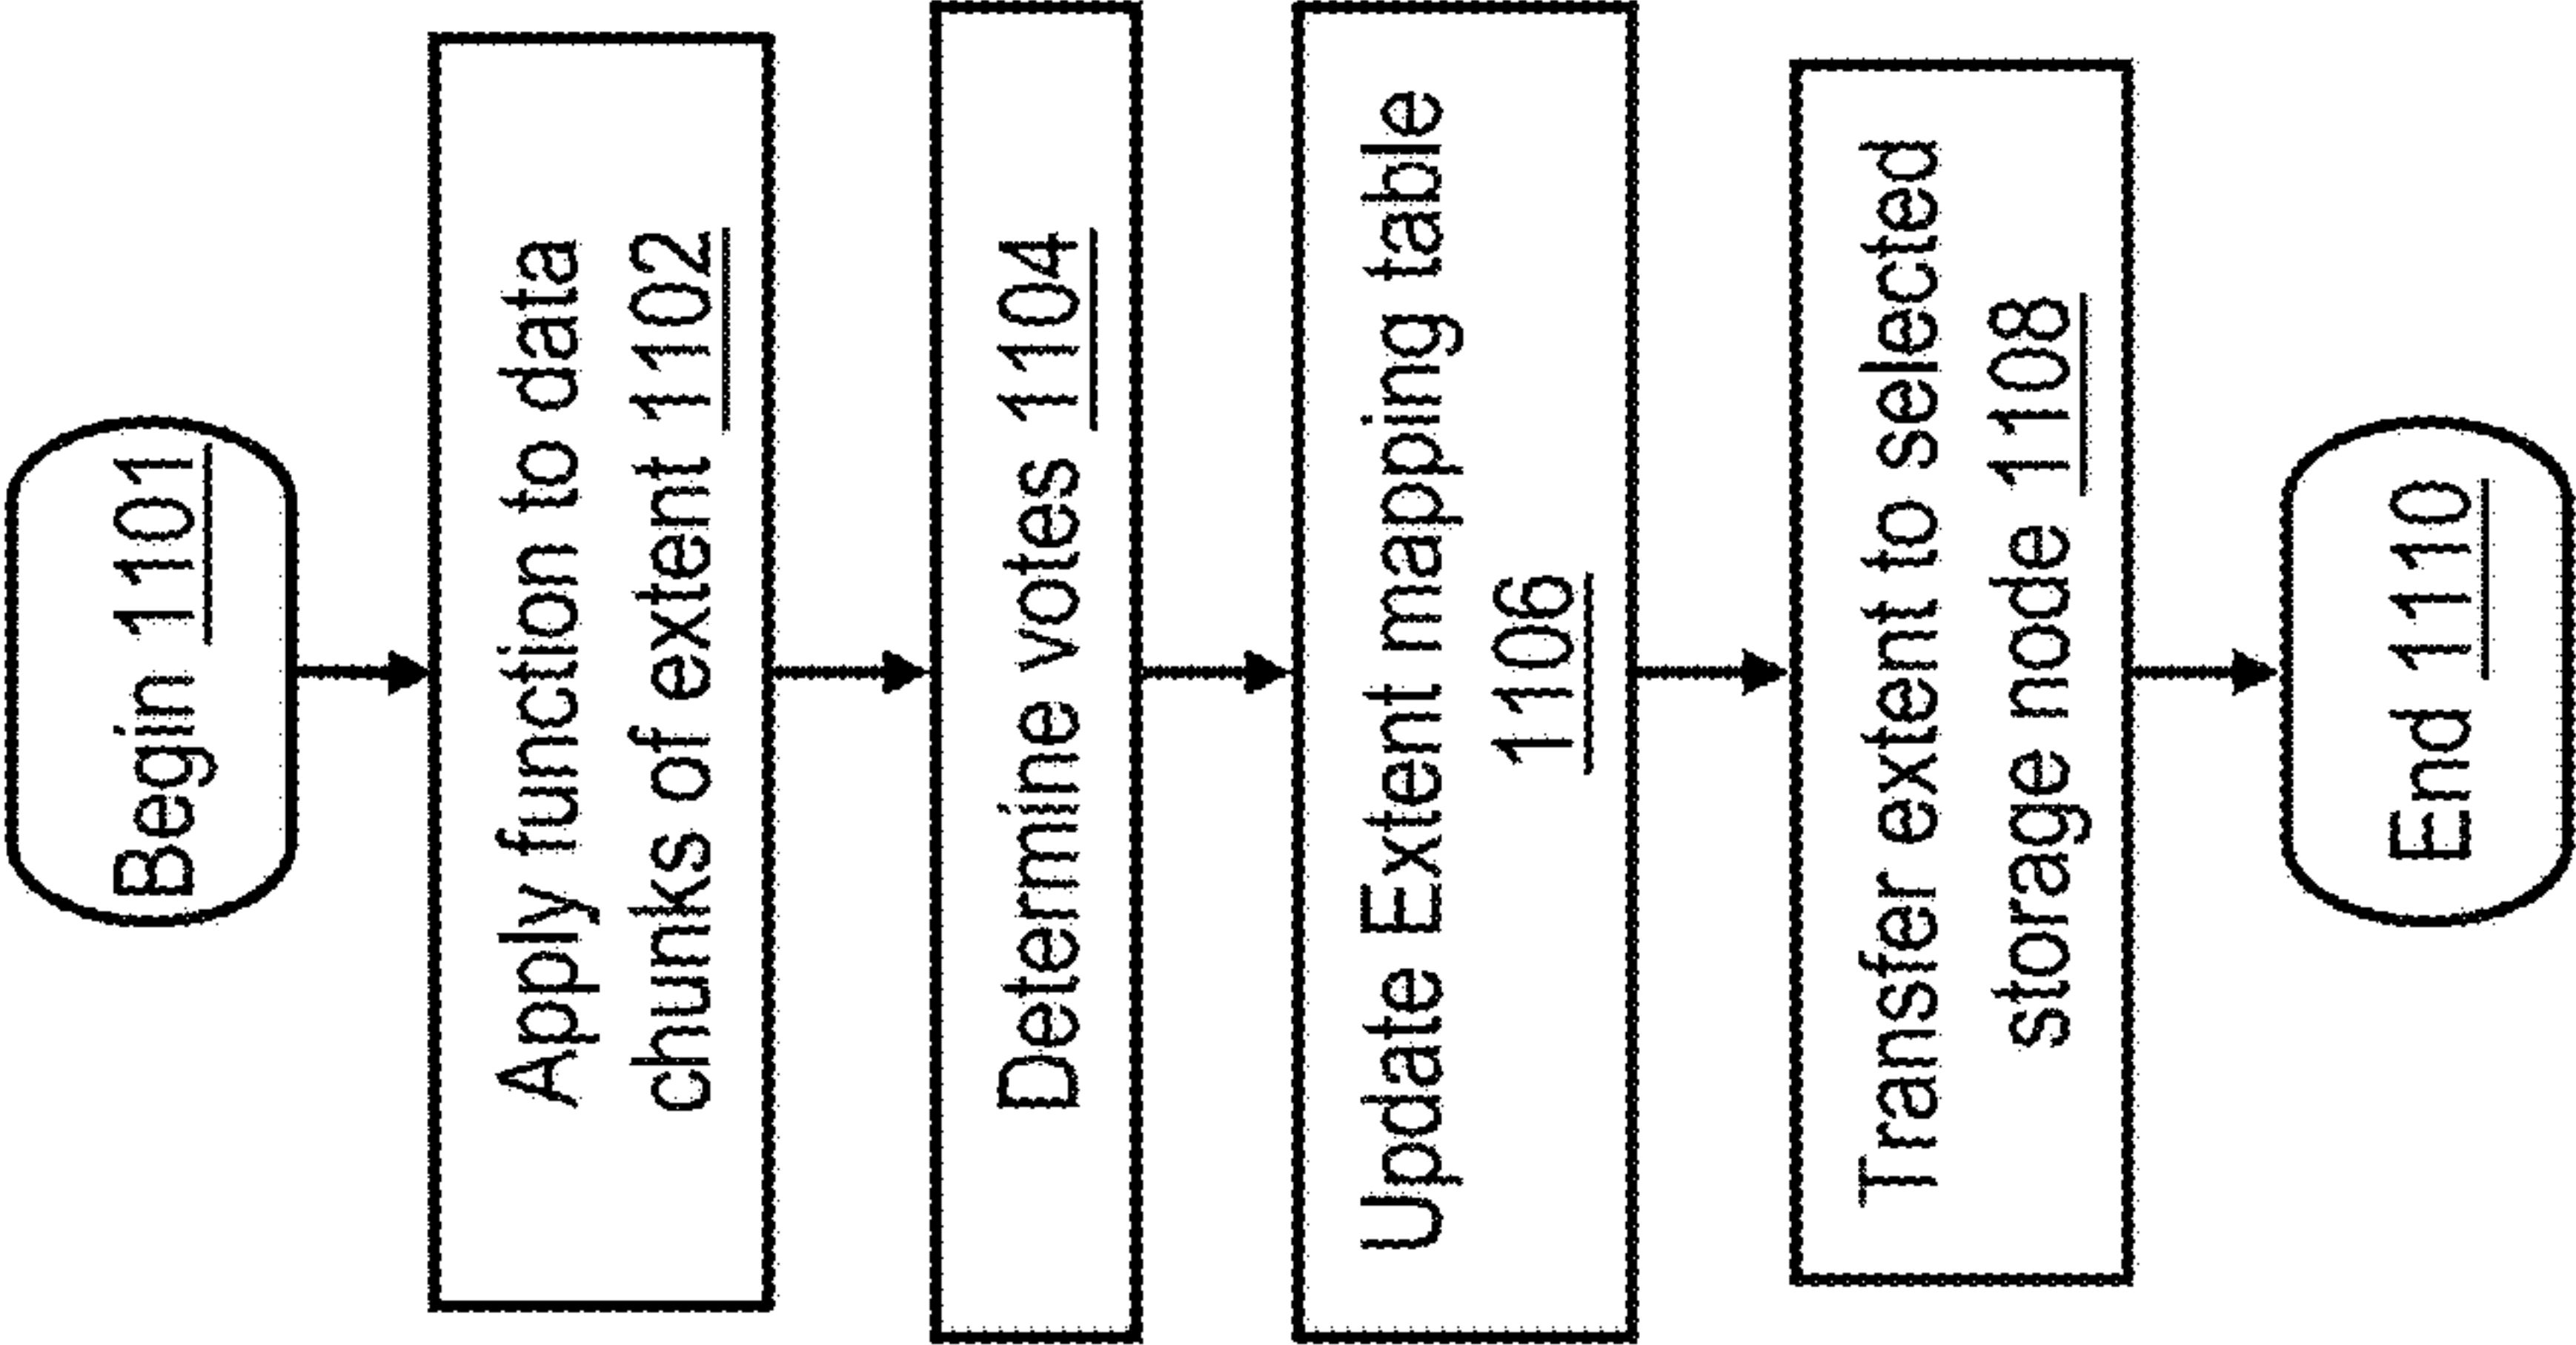 Begin 1101
Apply function to data
chunks of extent 1102
Determine votes 1104
Update Extent mapping table
1106
Transfer extent to selected
storage node 1108
End 1110